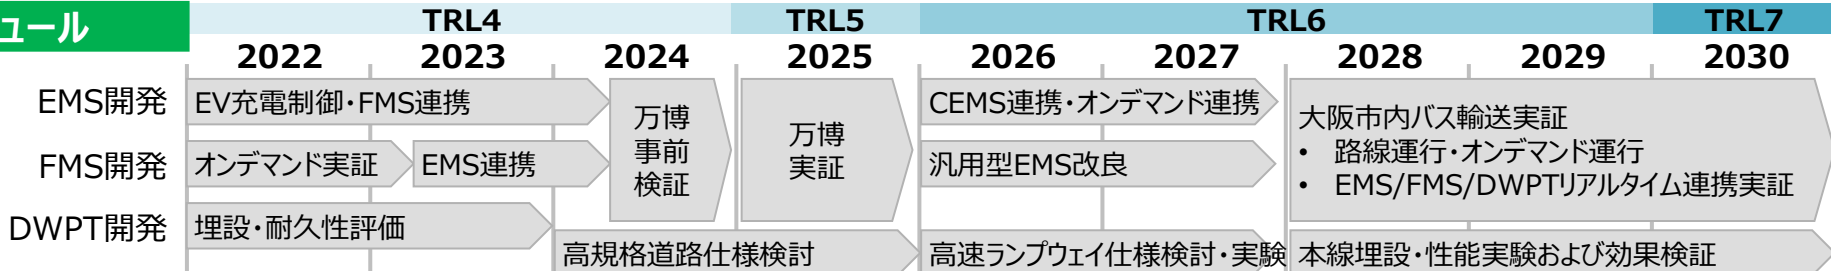 ュール
TRL4 TRL5 TRL6 TRL7
2022 2023 2024 2025 2026 2027 2028 2029 2030
EMS開発
EV充電制御・FMS連携
FMS開発
オンデマンド実証
EMS連携
万博
事前
検証
万博
実証
CEMS連携・オンデマンド連携
汎用型EMS改良
大阪市内バス輸送実証
• 路線運行・オンデマンド運行
• EMS/FMS/DWPTリアルタイム連携実証
DWPT開発
埋設・耐久性評価
高規格道路仕様検討
高速ランプウェイ仕様検討・実験
本線埋設・性能実験および効果検証